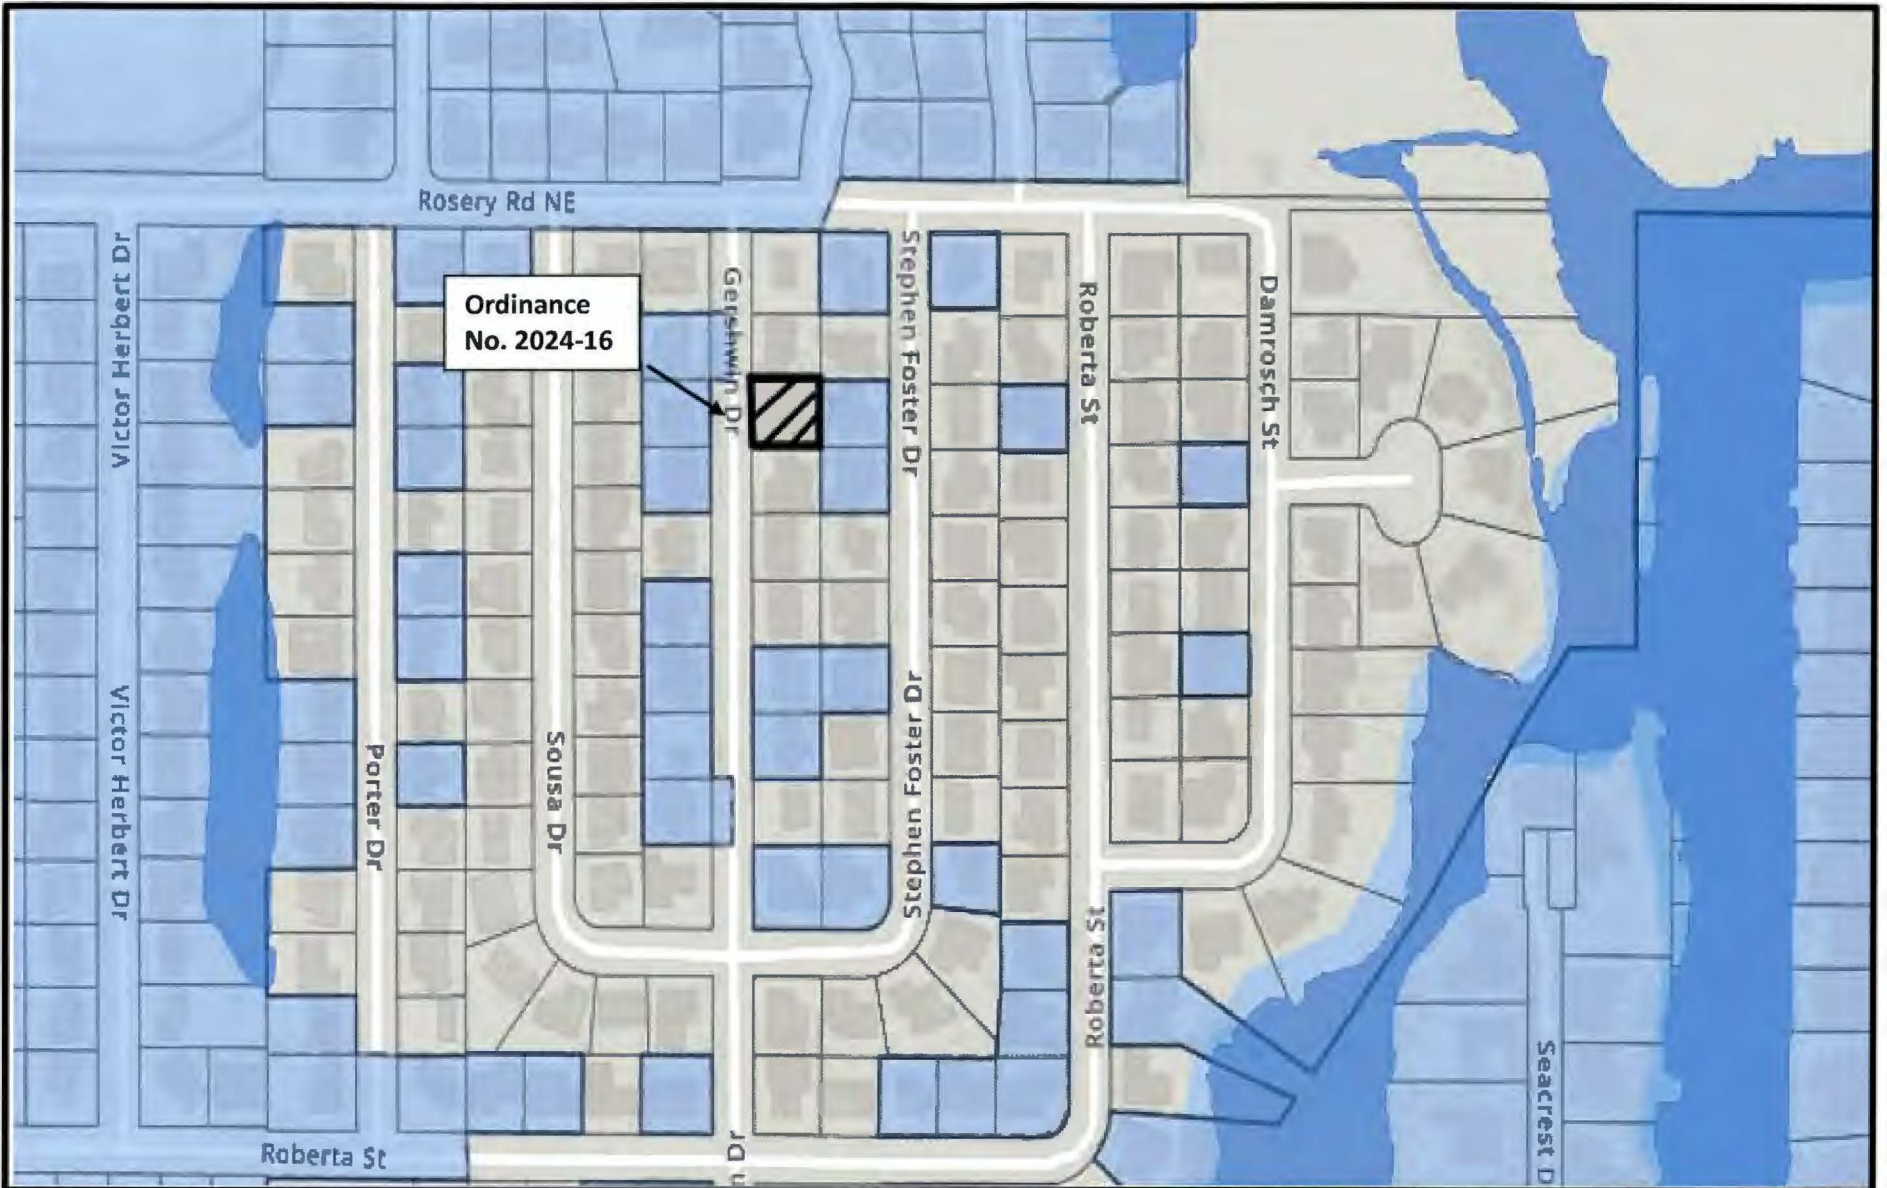 Rosery Rd NE
Victor Herbert Dr
Ordinance
No. 2024-16
Gershwin Dr
Stephen Foster Dr
Roberta St
Damrosch St
Victor Herbert Dr
Porter Dr
Sousa Dr
Stephen Foster Dr
Roberta St
Seacrest D
Roberta St
n Dr